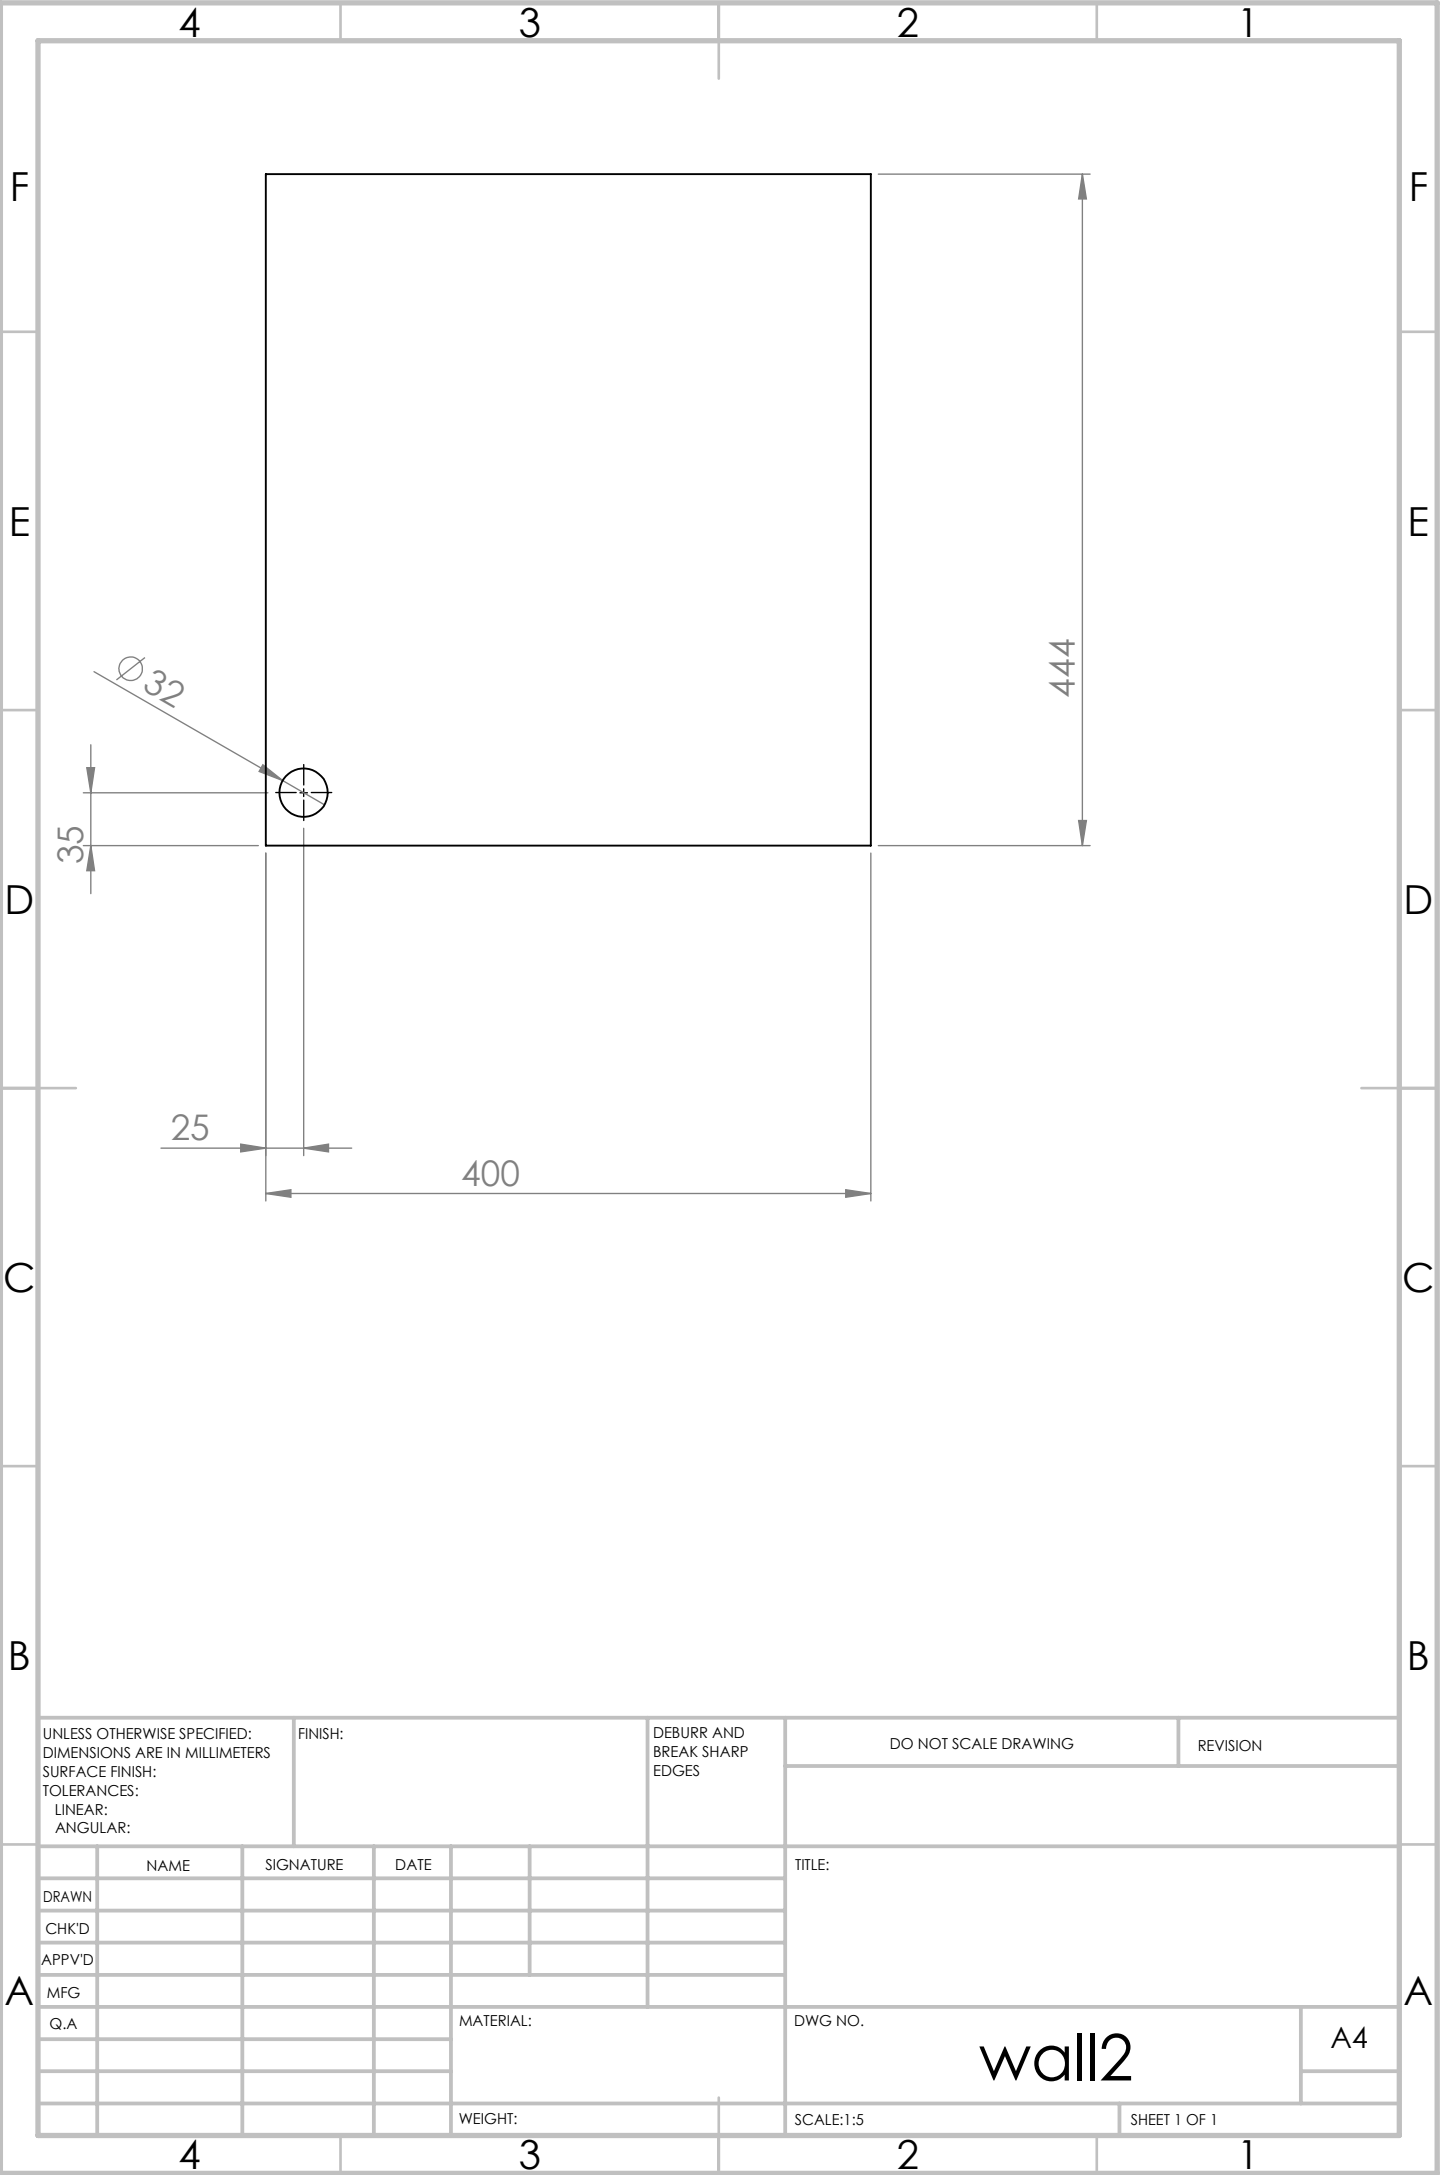 4 3 2 1
F F
E E
444
Ø32
35
D D
25
400
C C
B B
UNLESS OTHERWISE SPECIFIED:
DIMENSIONS ARE IN MILLIMETERS
SURFACE FINISH:
TOLERANCES:
LINEAR:
ANGULAR:
FINISH:
DEBURR AND
BREAK SHARP
EDGES
DO NOT SCALE DRAWING
REVISION
NAME SIGNATURE DATE
TITLE:
DRAWN
CHK'D
APPV'D
A MFG A
Q.A
MATERIAL:
DWG NO.
wall2
A4
WEIGHT:
SCALE:1:5
SHEET 1 OF 1
4 3 2 1